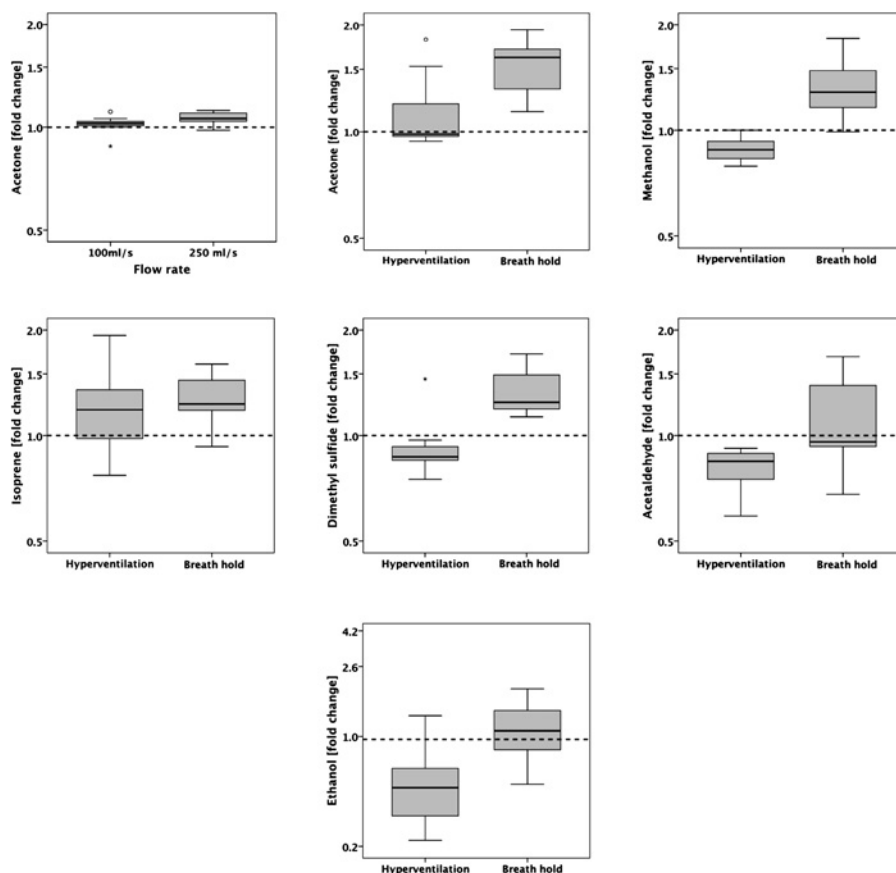 Acetone [fold change]
2.0
1.5
1.0
0.5
100ml/s
250 ml/s
Flow rate
Acetone [fold change]
2.0
1.5
1.0
0.5
Hyperventilation
Breath hold
Methanol [fold change]
2.0
1.5
1.0
0.5
Hyperventilation
Breath hold
Isoprene [fold change]
2.0
1.5
1.0
0.5
Hyperventilation
Breath hold
Dimethyl sulfide [fold change]
2.0
1.5
1.0
0.5
Hyperventilation
Breath hold
Acetaldehyde [fold change]
2.0
1.5
1.0
0.5
Hyperventilation
Breath hold
Ethanol [fold change]
4.2
2.6
1.0
0.2
Hyperventilation
Breath hold